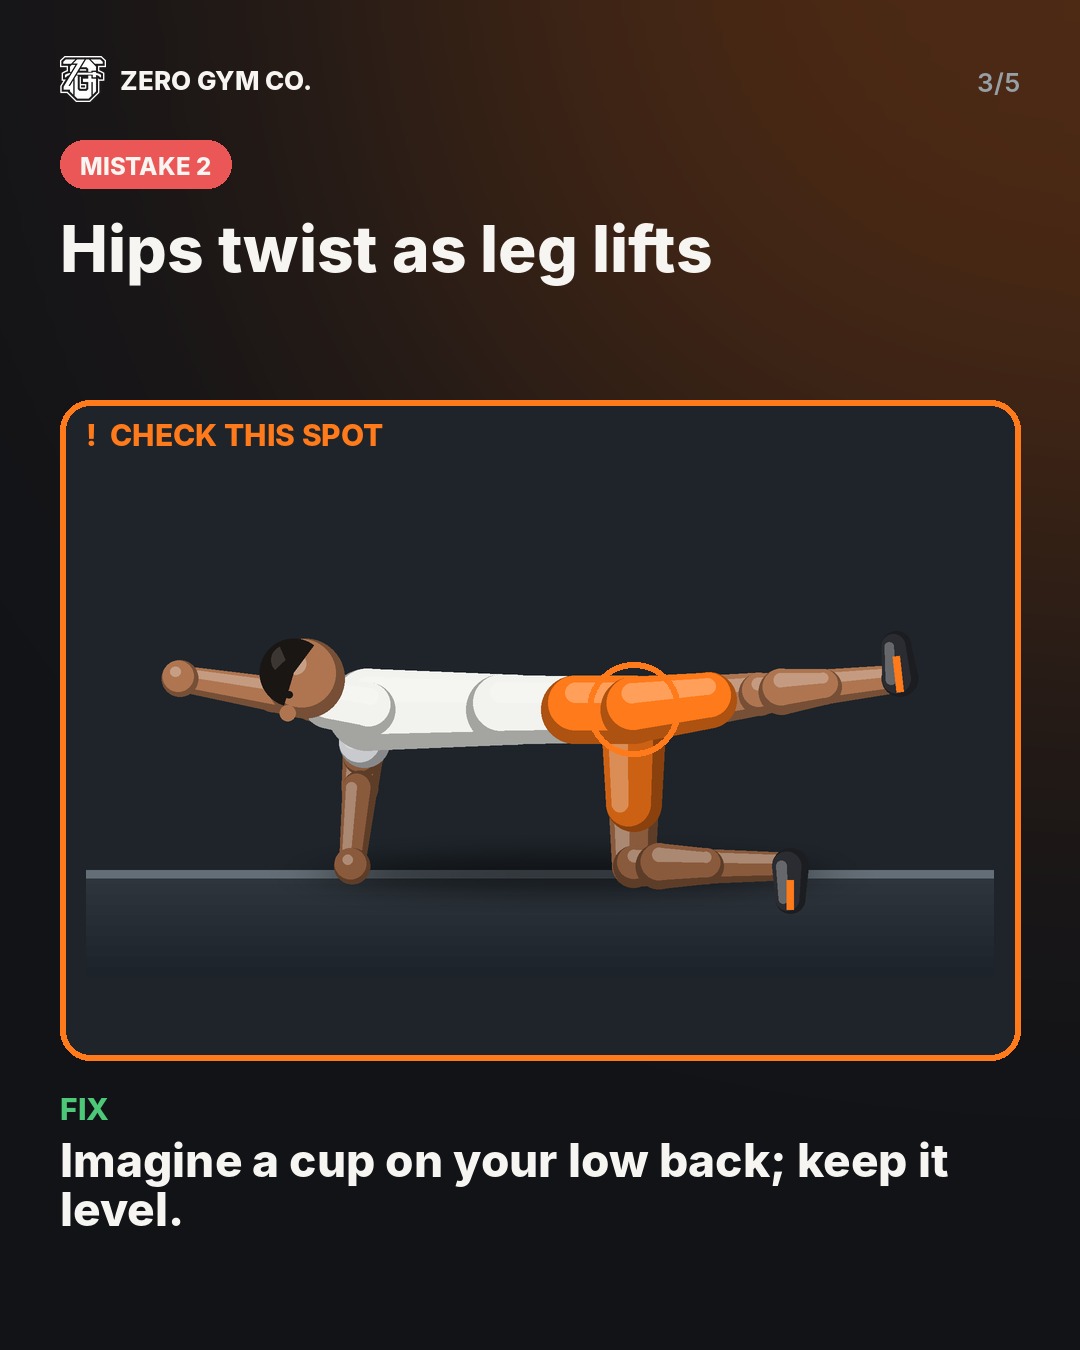 ZERO GYM CO.
3/5
MISTAKE 2
Hips twist as leg lifts
! CHECK THIS SPOT
FIX
Imagine a cup on your low back; keep it
level.